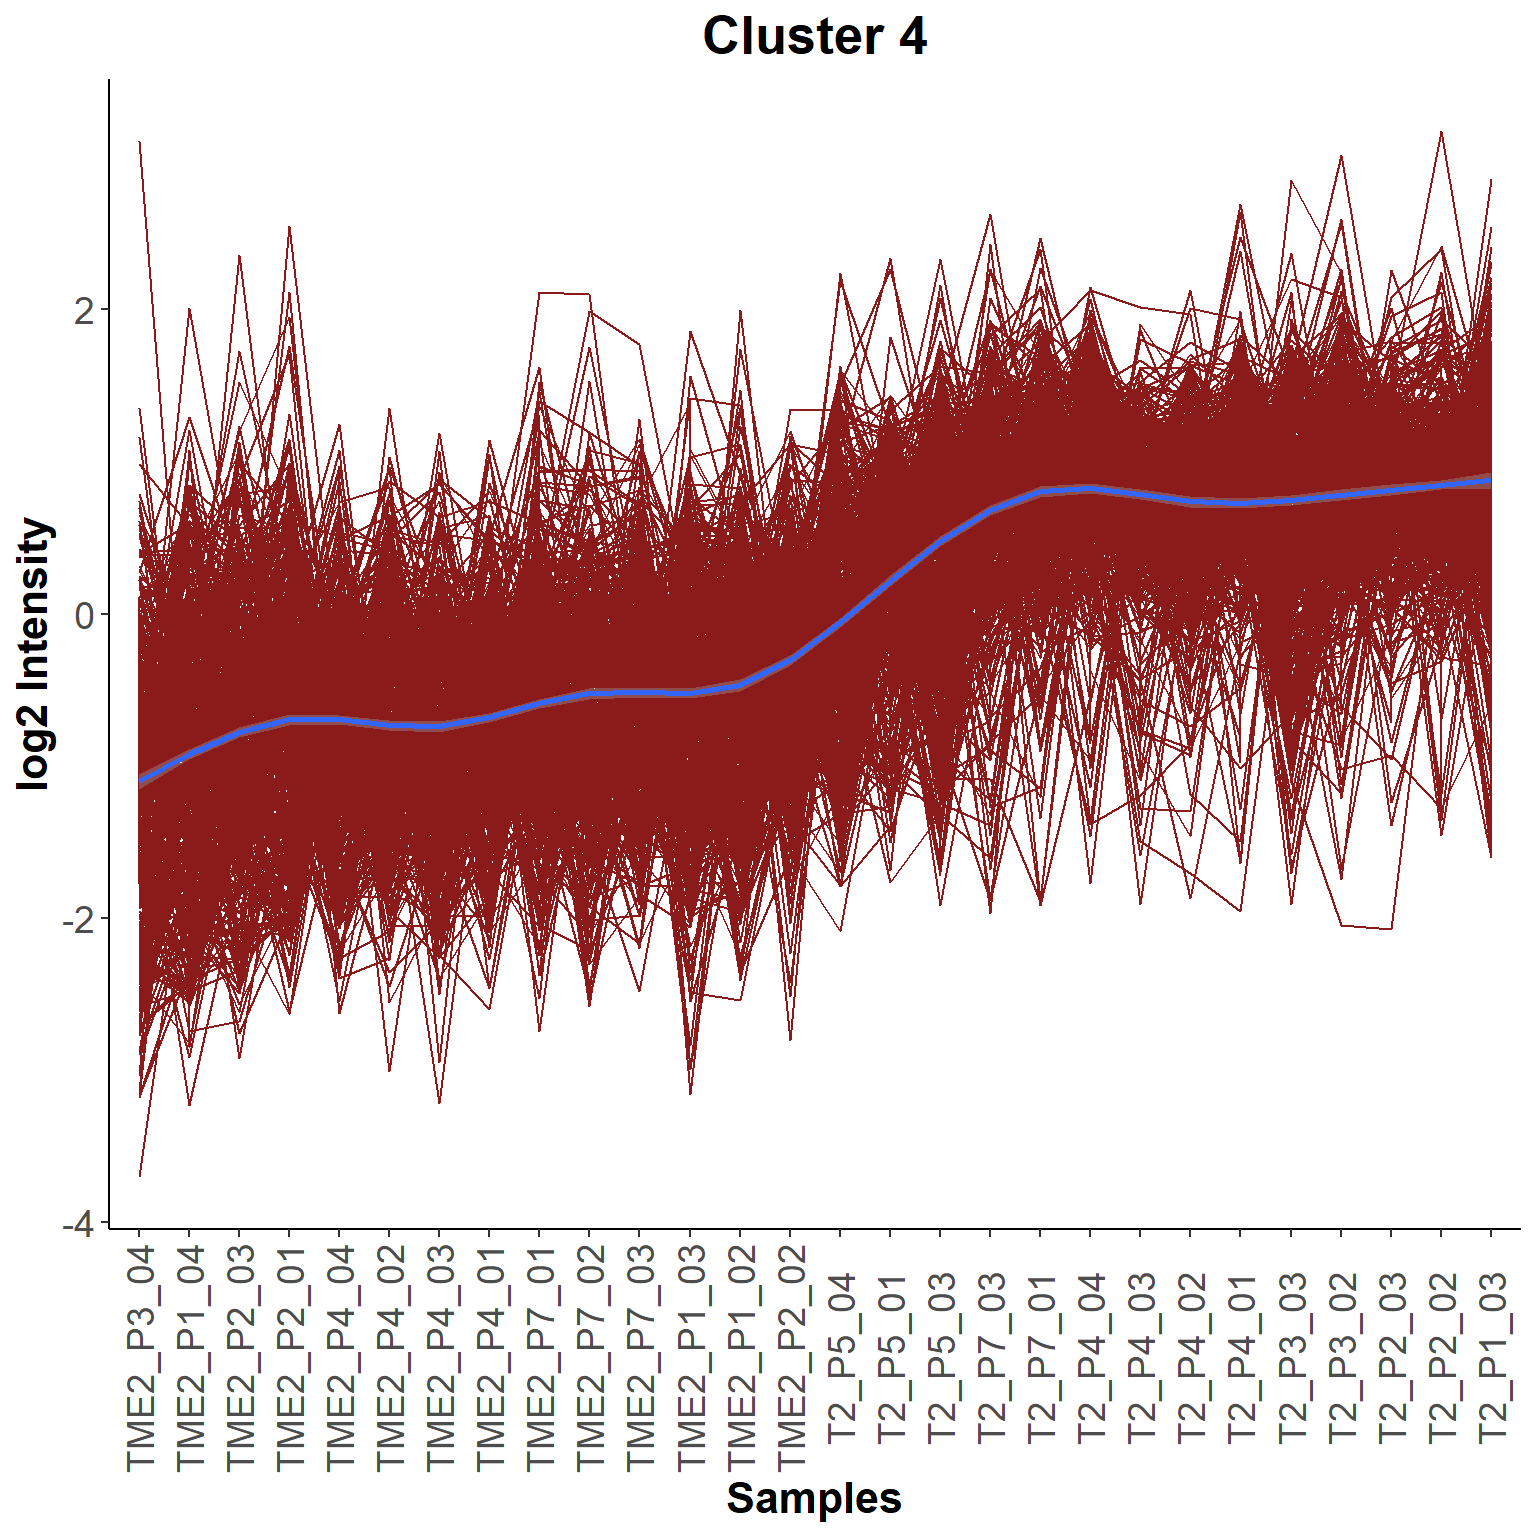 Cluster 4
log2 Intensity
2
0
-2
-4
TME2_P3_04
TME2_P1_04
TME2_P2_03
TME2_P2_01
TME2_P4_04
TME2_P4_02
TME2_P4_03
TME2_P4_01
TME2_P7_01
TME2_P7_02
TME2_P7_03
TME2_P1_03
TME2_P1_02
TME2_P2_02
T2_P5_04
T2_P5_01
T2_P5_03
T2_P7_03
T2_P7_01
T2_P4_04
T2_P4_03
T2_P4_02
T2_P4_01
T2_P3_03
T2_P3_02
T2_P2_03
T2_P2_02
T2_P1_03
Samples